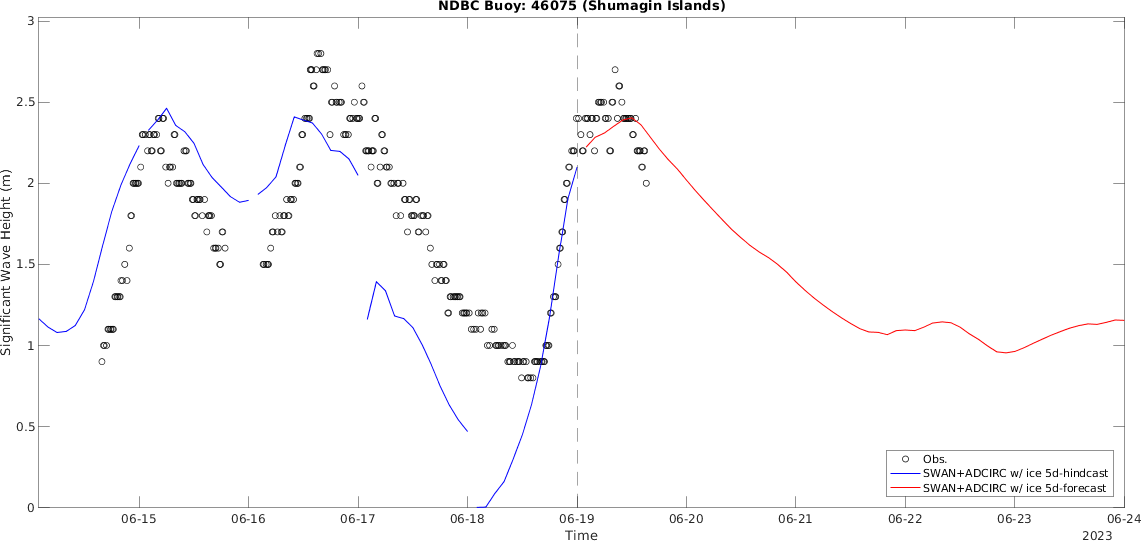 NDBC Buoy: 46075 (Shumagin Islands)
Significant Wave Height (m)
3
2.5
2
1.5
1
0.5
0
Obs.
SWAN+ADCIRC w/ ice 5d-hindcast
SWAN+ADCIRC w/ ice 5d-forecast
06-15 06-16 06-17 06-18 06-19 06-20 06-21 06-22 06-23 06-24
Time
2023